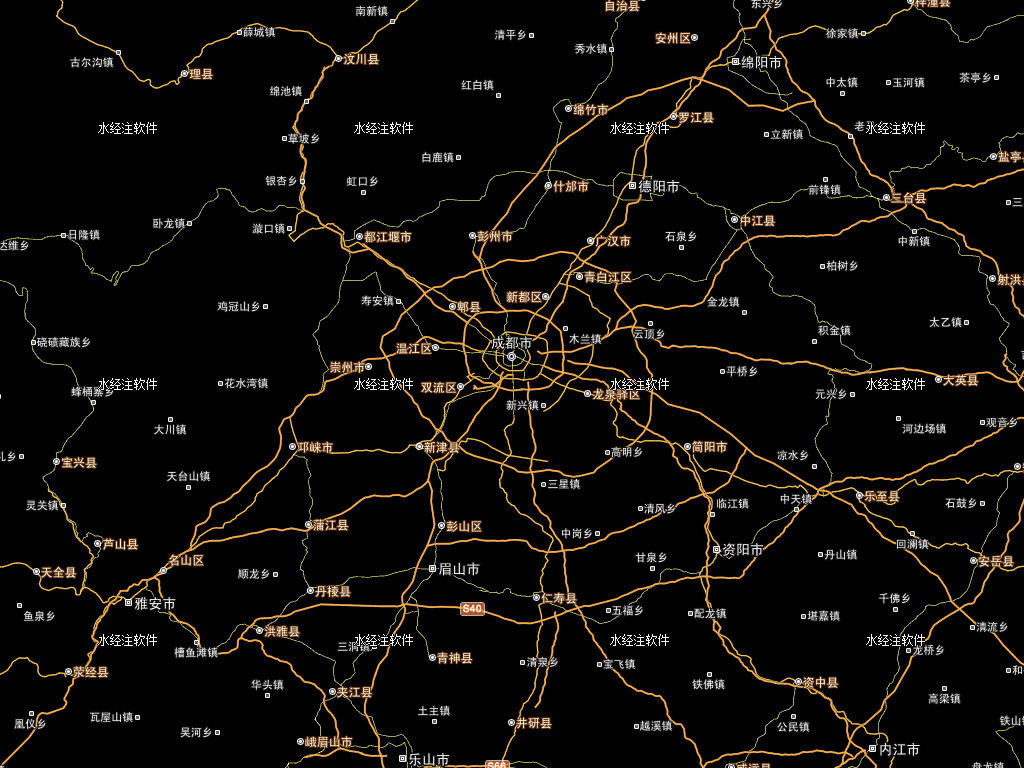 自治县
东兴乡
梓潼县
南新镇
薛城镇
清平乡
秀水镇
安州区
徐家镇
古尔沟镇
理县
汶川县
绵阳市
绵池镇
红白镇
绵竹市
中太镇
玉河镇
茶亭乡
水经注软件
水经注软件
罗江县
水经注软件
水经注软件
草坡乡
立新镇
白鹿镇
盐亭
银杏乡
虹口乡
什邡市
德阳市
前锋镇
三台县
卧龙镇
漩口镇
日隆镇
达维乡
都江堰市
彭州市
广汉市
石泉乡
中江县
中新镇
柏树乡
青白江区
射洪县
寿安镇
新都区
鸡冠山乡
郫县
金龙镇
太乙镇
积金镇
云顶乡
木兰镇
成都市
温江区
硗碛藏族乡
崇州市
平桥乡
大英县
水经注软件
花水湾镇
水经注软件
双流区
水经注软件
水经注软件
蜂桶寨乡
龙泉驿区
元兴乡
新兴镇
大川镇
河边场镇
观音乡
邛崃市
新津县
高明乡
简阳市
凉水乡
礼乡
宝兴县
天台山镇
三星镇
中天镇
乐至县
灵关镇
清风乡
临江镇
石鼓乡
蒲江县
彭山区
中岗乡
回澜镇
芦山县
名山区
甘泉乡
资阳市
丹山镇
安岳县
天全县
顺龙乡
眉山市
丹棱县
仁寿县
千佛乡
雅安市
S40
五福乡
配龙镇
堪嘉镇
鱼泉乡
洪雅县
清流乡
水经注软件
水经注软件
水经注软件
水经注软件
槽鱼滩镇
青神县
清泉乡
宝飞镇
龙桥乡
荥经县
华头镇
夹江县
铁佛镇
资中县
高梁镇
凰仪乡
瓦屋山镇
土主镇
井研县
越溪镇
公民镇
铁山
吴河乡
峨眉山市
乐山市
内江市
S66
威远县